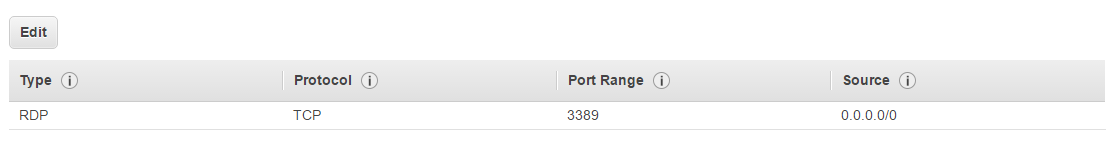 Edit
Type Protocol Port Range Source
RDP TCP 3389 0.0.0.0/0